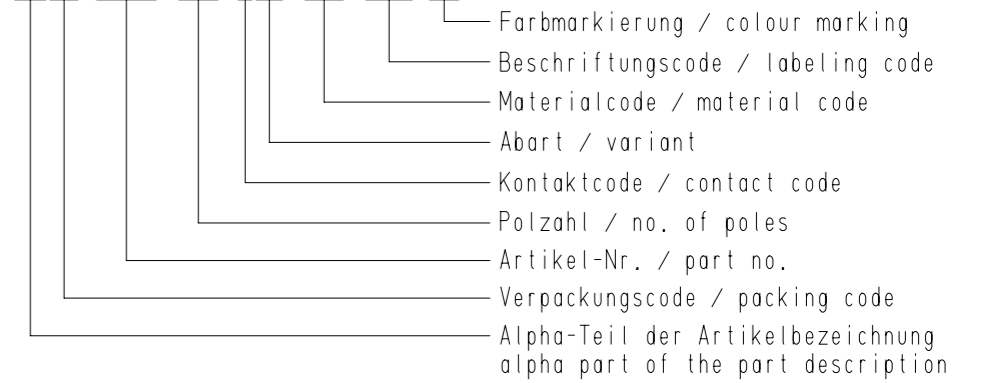 Farbmarkierung / colour marking
Beschriftungscode / labeling code
Materialcode / material code
Abart / variant
Kontaktcode / contact code
Polzahl / no. of poles
Artikel-Nr. / part no.
Verpackungscode / packing code
Alpha-Teil der Artikelbezeichnung
alpha part of the part description